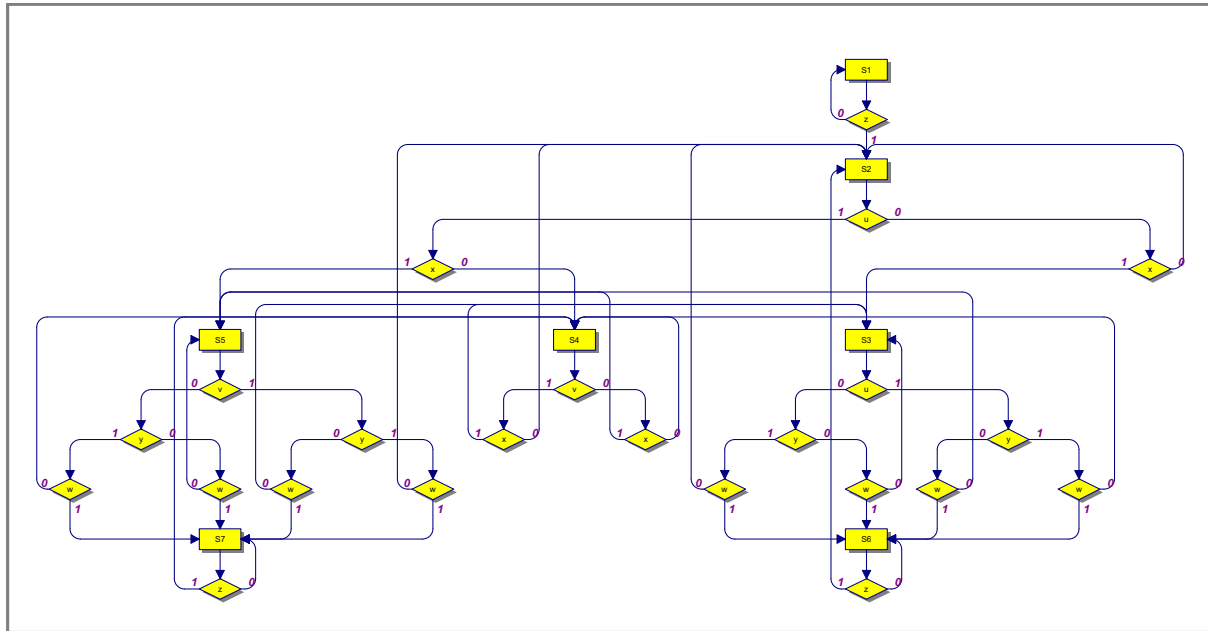 S1
0 z
1
S2
1 u 0
1 x 0 1 x 0
S5 S4 S3
0 v 1 1 v 0 0 u 1
1 y 0 0 y 1 1 x 0 1 x 0 1 y 0 0 y 1
0 w w 0 0 w 0 w 0 w w 0 0 w w 0
1 1 1 1 1 1 1 1
S7 S6
1 z 0 1 z 0